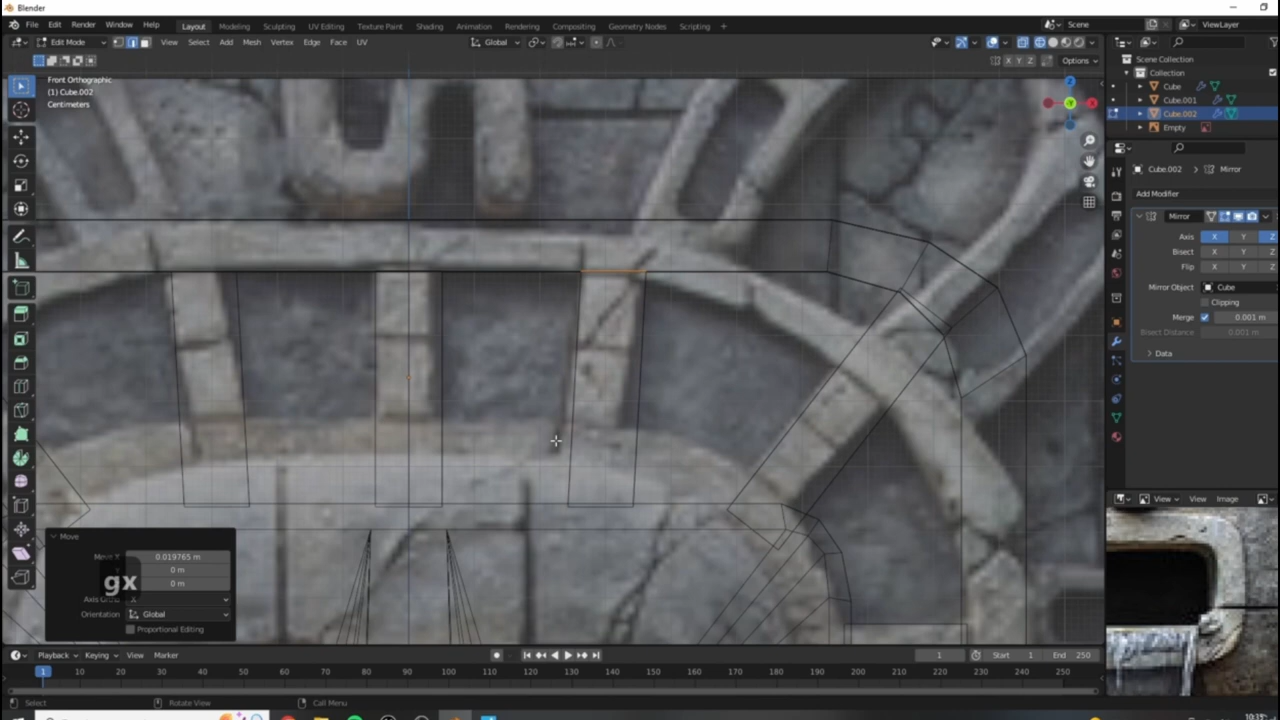 Blender
File Edit Render Window Help
Layout Modeling Sculpting UV Editing Texture Paint Shading Animation Rendering Compositing Geometry Nodes Scripting +
Scene
ViewLayer
Edit Mode
View Select Add Mesh Vertex Edge Face UV
Global
X Y Z
Options
Front Orthographic
(1) Cube.002
Centimeters
Z
Y
X
Scene Collection
Collection
Cube
Cube.001
Cube.002
Empty
Cube.002 Mirror
Add Modifier
Mirror
Axis X Y Z
Bisect X Y Z
Flip X Y Z
Mirror Object Cube
Clipping
Merge 0.001 m
Bisect Distance 0.001 m
Data
View View Image
Move
Move X 0.019765 m
0 m
0 m
gx
Orientation Global
Proportional Editing
Playback Keying View Marker
1
Start 1
End 250
1 10 20 30 40 50 60 70 80 90 100 110 120 130 140 150 160 170 180 190 200 210 220 230 240 250
Select Rotate View Call Menu